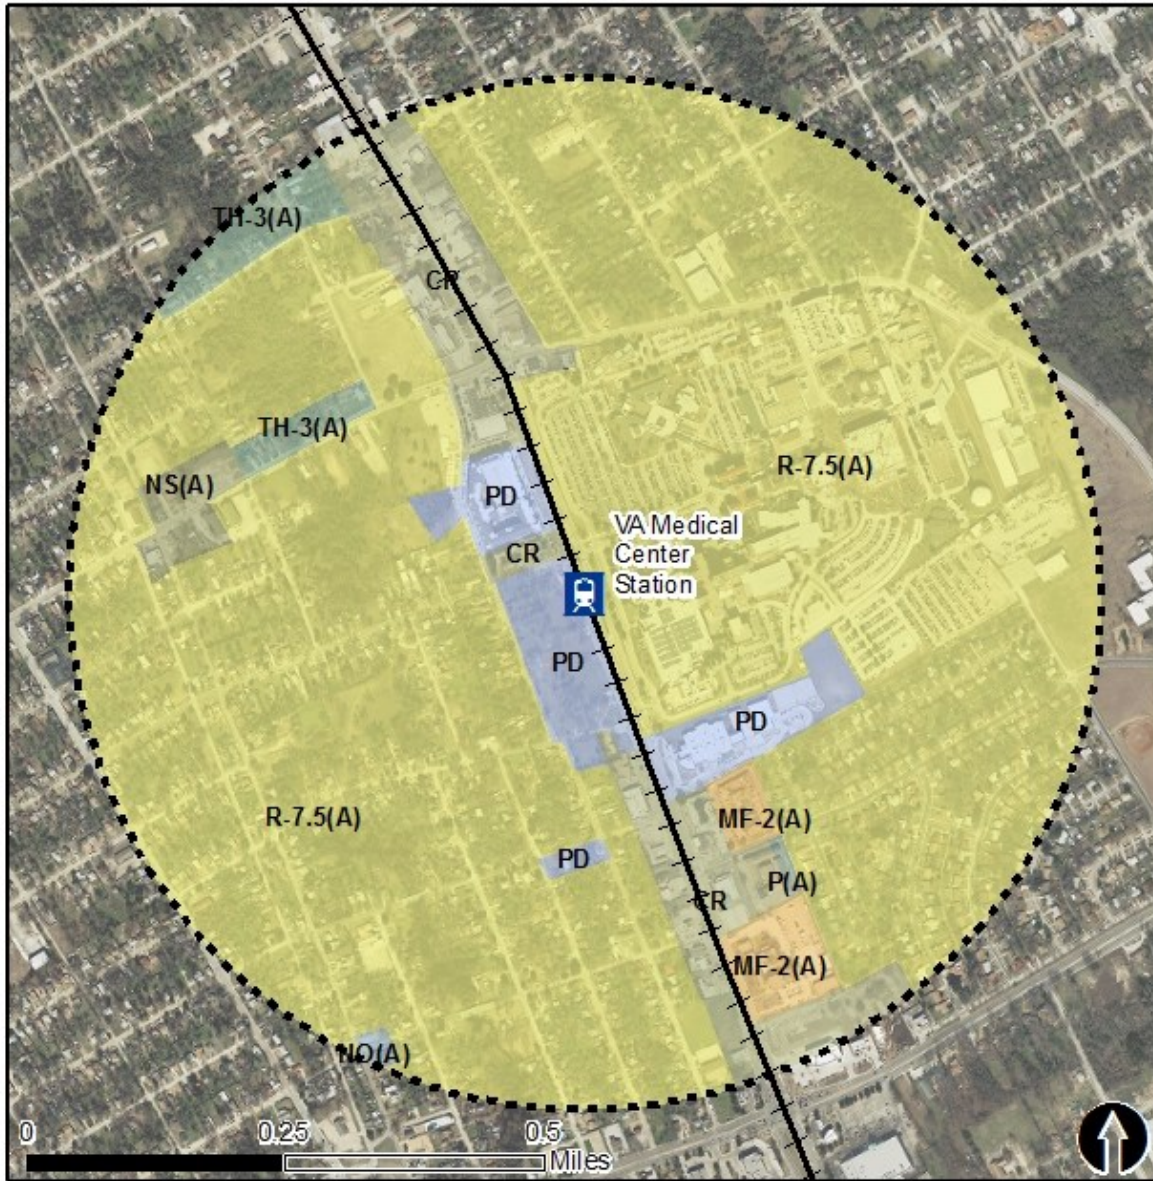 TH-3(A)
CR
TH-3(A)
R-7.5(A)
NS(A)
PD
VA Medical
Center
Station
CR
PD
PD
R-7.5(A)
MF-2(A)
PD
P(A)
CR
MF-2(A)
NO(A)
0
0.25
0.5
Miles